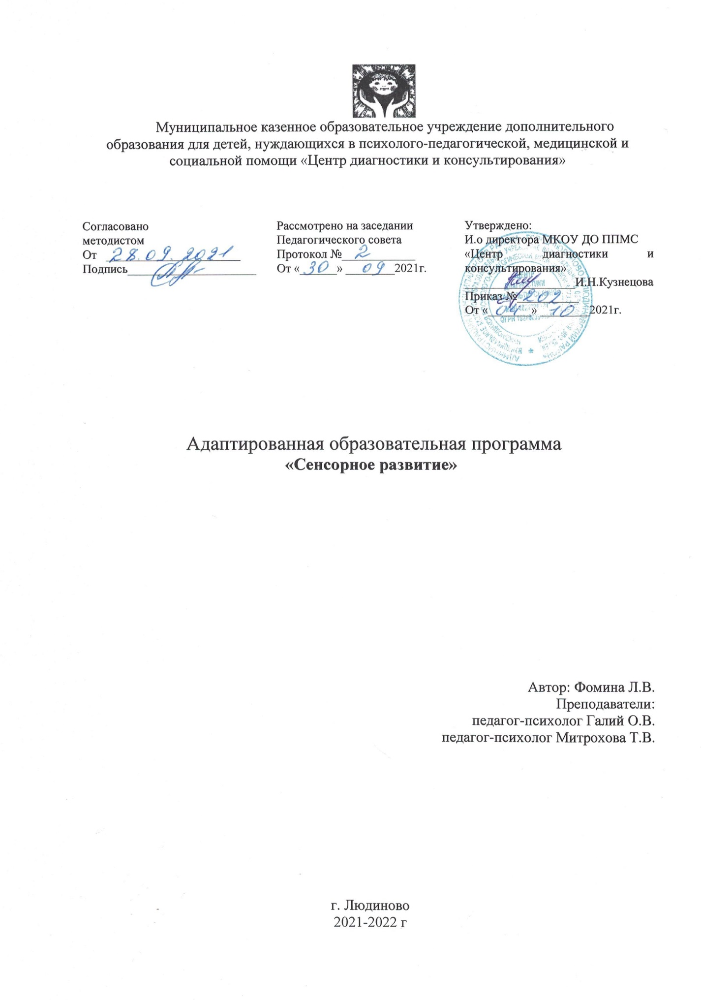 Муниципальное казенное образовательное учреждение дополнительного
образования для детей, нуждающихся в психолого-педагогической, медицинской и
социальной помощи «Центр диагностики и консультирования»
Согласовано
методистом
От 28.09.2021
Подпись
Рассмотрено на заседании
Педагогического совета
Протокол № 2
От «30» 09 2021г.
Утверждено:
И.о директора МКОУ ДО ППМС
«Центр диагностики и
консультирования»
И.Н.Кузнецова
Приказ № 202
От «04» 10 2021г.
Адаптированная образовательная программа
«Сенсорное развитие»
Автор: Фомина Л.В.
Преподаватели:
педагог-психолог Галий О.В.
педагог-психолог Митрохова Т.В.
г. Людиново
2021-2022 г